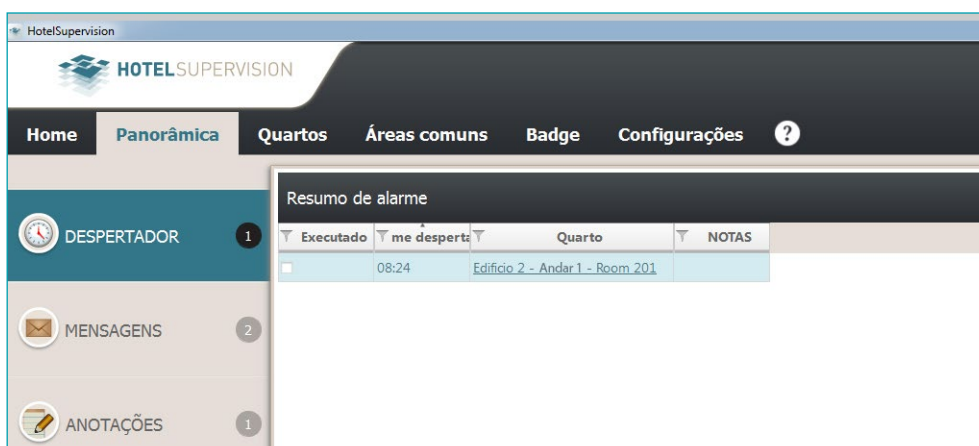 HotelSupervision
HOTELSUPERVISION
Home Panorâmica Quartos Áreas comuns Badge Configurações ?
Resumo de alarme
DESPERTADOR 1
Executado me desperta Quarto NOTAS
08:24 Edificio 2 - Andar 1 - Room 201
MENSAGENS 2
ANOTAÇÕES 1